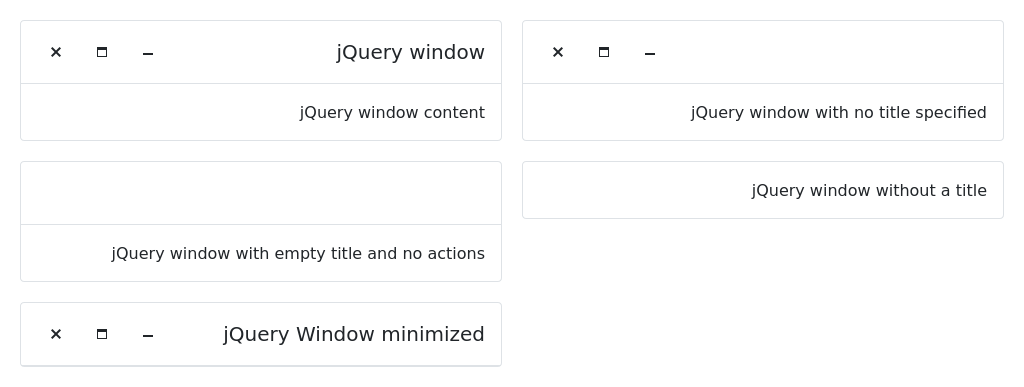 jQuery window
jQuery window content
jQuery window with no title specified
jQuery window with empty title and no actions
jQuery window without a title
jQuery Window minimized